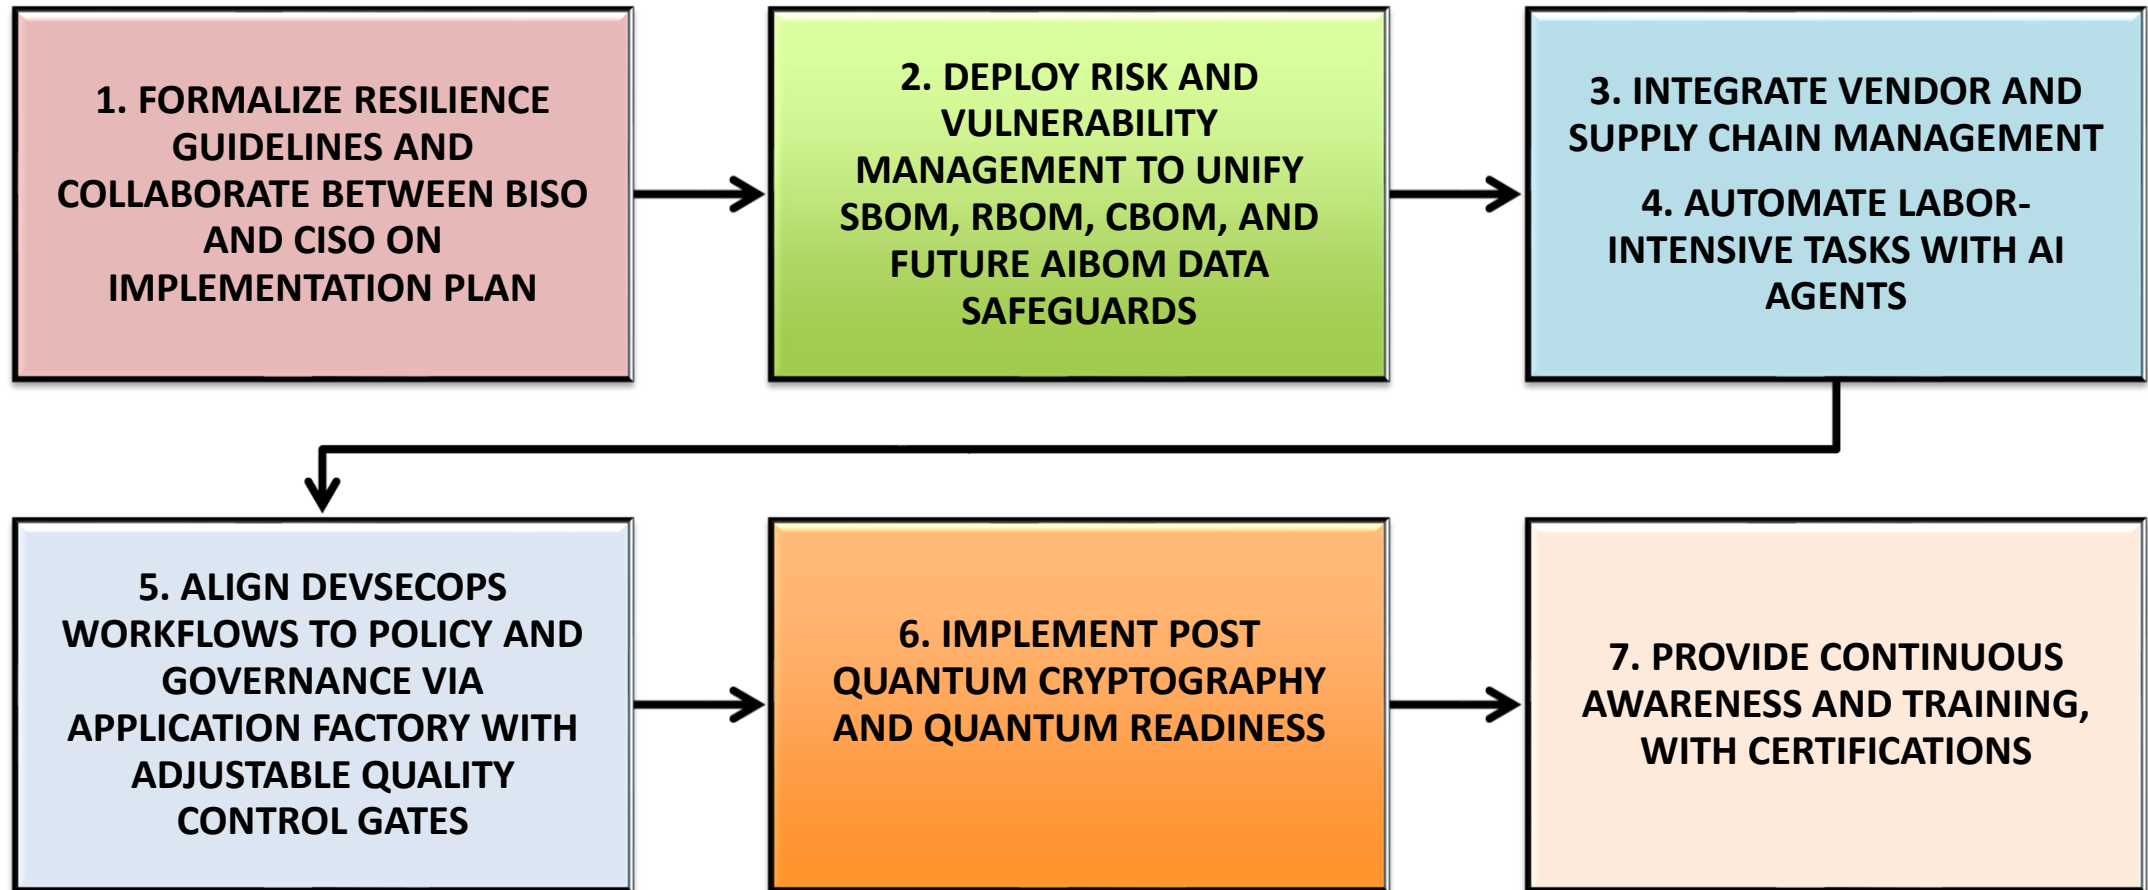 1. FORMALIZE RESILIENCE
GUIDELINES AND
COLLABORATE BETWEEN BISO
AND CISO ON
IMPLEMENTATION PLAN
2. DEPLOY RISK AND
VULNERABILITY
MANAGEMENT TO UNIFY
SBOM, RBOM, CBOM, AND
FUTURE AIBOM DATA
SAFEGUARDS
3. INTEGRATE VENDOR AND
SUPPLY CHAIN MANAGEMENT
4. AUTOMATE LABOR-
INTENSIVE TASKS WITH AI
AGENTS
5. ALIGN DEVSECOPS
WORKFLOWS TO POLICY AND
GOVERNANCE VIA
APPLICATION FACTORY WITH
ADJUSTABLE QUALITY
CONTROL GATES
6. IMPLEMENT POST
QUANTUM CRYPTOGRAPHY
AND QUANTUM READINESS
7. PROVIDE CONTINUOUS
AWARENESS AND TRAINING,
WITH CERTIFICATIONS